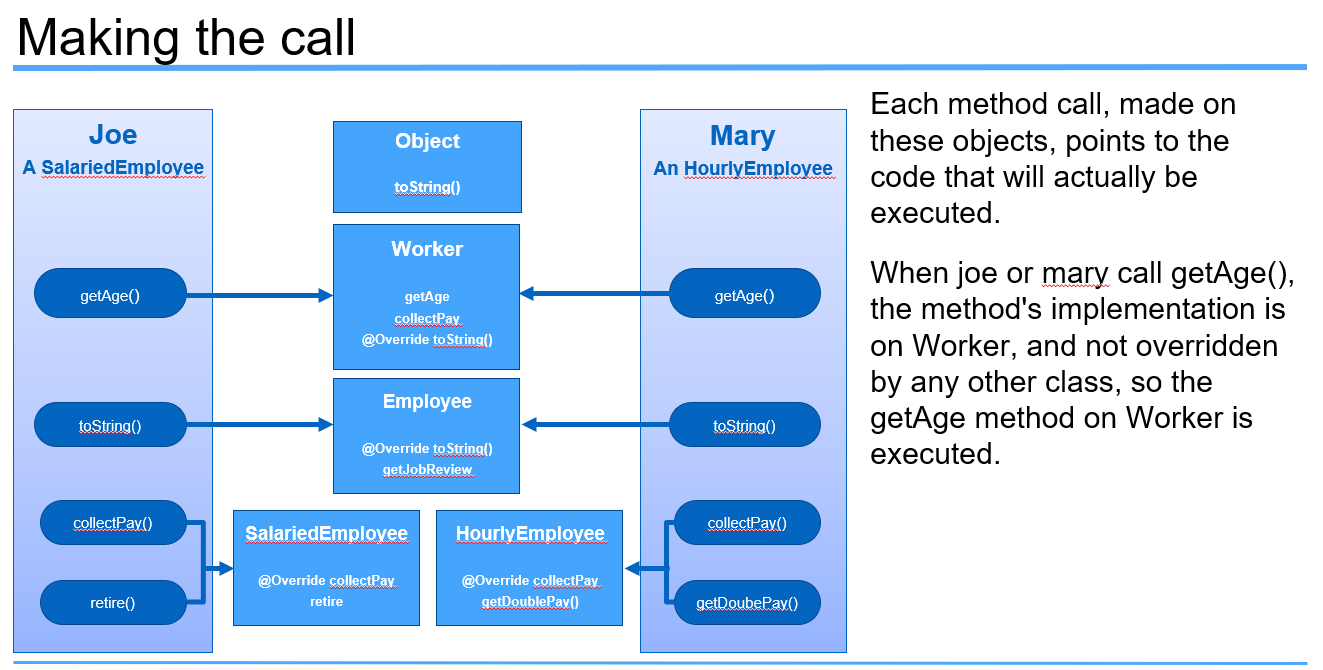 Making the call
Joe
A SalariedEmployee
getAge()
toString()
collectPay()
retire()
Object
toString()
Worker
getAge
collectPay
@Override toString()
Employee
@Override toString()
getJobReview
SalariedEmployee
@Override collectPay
retire
HourlyEmployee
@Override collectPay
getDoublePay()
Mary
An HourlyEmployee
getAge()
toString()
collectPay()
getDoubePay()
Each method call, made on
these objects, points to the
code that will actually be
executed.
When joe or mary call getAge(),
the method's implementation is
on Worker, and not overridden
by any other class, so the
getAge method on Worker is
executed.